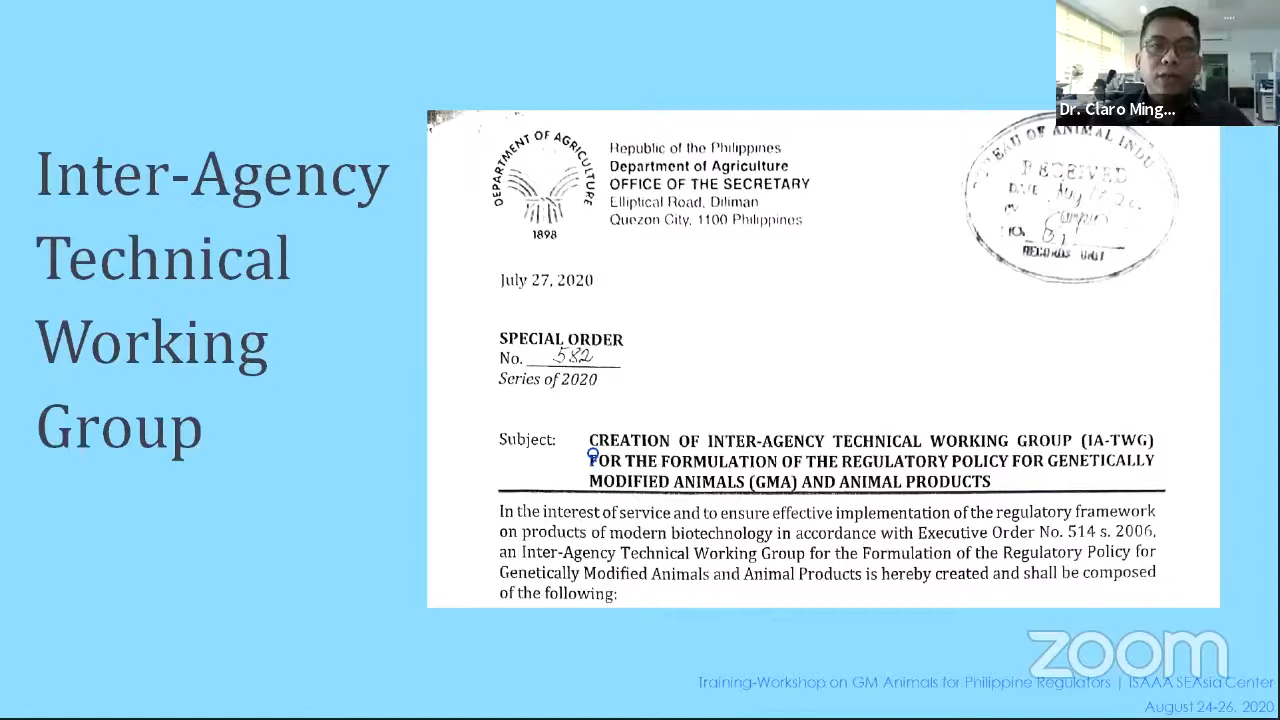 Inter-Agency
Technical
Working
Group
DEPARTMENT OF AGRICULTURE
1898
Republic of the Philippines
Department of Agriculture
OFFICE OF THE SECRETARY
Elliptical Road, Diliman
Quezon City, 1100 Philippines
OF ANIMAL INDU
RECEIVED
DATE
NO.
RECORDS UNIT
Dr. Claro Ming...
July 27, 2020
SPECIAL ORDER
No. 582
Series of 2020
Subject: CREATION OF INTER-AGENCY TECHNICAL WORKING GROUP (IA-TWG)
FOR THE FORMULATION OF THE REGULATORY POLICY FOR GENETICALLY
MODIFIED ANIMALS (GMA) AND ANIMAL PRODUCTS
In the interest of service and to ensure effective implementation of the regulatory framework
on products of modern biotechnology in accordance with Executive Order No. 514 s. 2006,
an Inter-Agency Technical Working Group for the Formulation of the Regulatory Policy for
Genetically Modified Animals and Animal Products is hereby created and shall be composed
of the following:
zoom
Training-Workshop on GM Animals for Philippine Regulators | ISAAA SEAsia Center
August 24-26, 2020